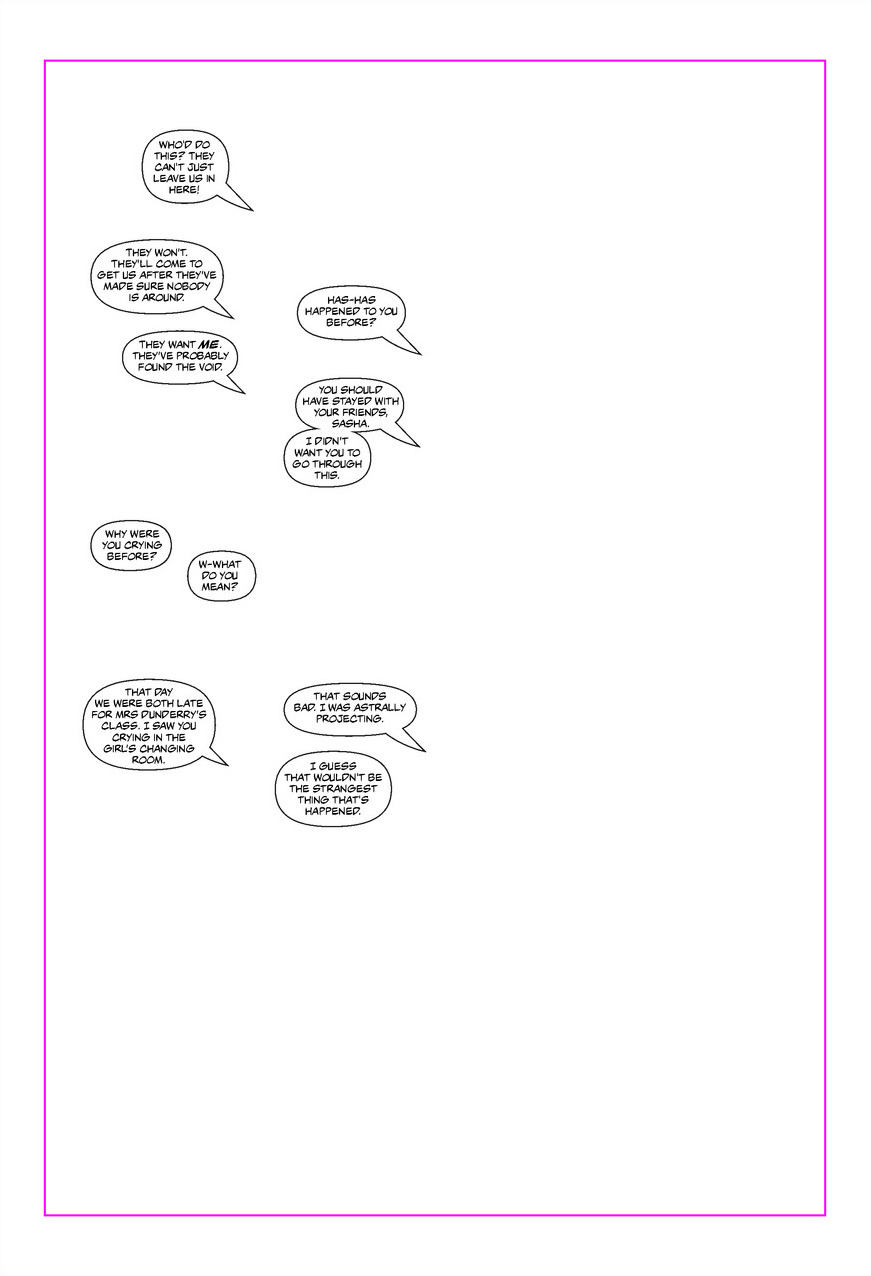 WHO'D DO
THIS? THEY
CAN'T JUST
LEAVE US IN
HERE!
THEY WON'T.
THEY'LL COME TO
GET US AFTER THEY'VE
MADE SURE NOBODY
IS AROUND.
HAS-HAS
HAPPENED TO YOU
BEFORE?
THEY WANT ME.
THEY'VE PROBABLY
FOUND THE VOID.
YOU SHOULD
HAVE STAYED WITH
YOUR FRIENDS,
SASHA.
I DIDN'T
WANT YOU TO
GO THROUGH
THIS.
WHY WERE
YOU CRYING
BEFORE?
W-WHAT
DO YOU
MEAN?
THAT DAY
WE WERE BOTH LATE
FOR MRS DUNDERRY'S
CLASS. I SAW YOU
CRYING IN THE
GIRL'S CHANGING
ROOM.
THAT SOUNDS
BAD. I WAS ASTRALLY
PROJECTING.
I GUESS
THAT WOULDN'T BE
THE STRANGEST
THING THAT'S
HAPPENED.